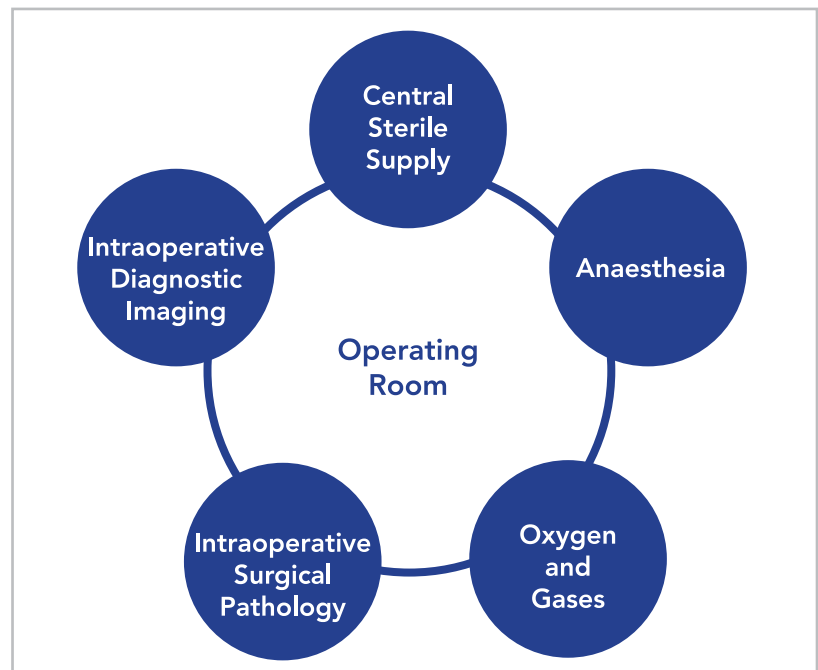 Central
Sterile
Supply
Anaesthesia
Oxygen
and
Gases
Intraoperative
Surgical
Pathology
Intraoperative
Diagnostic
Imaging
Operating
Room